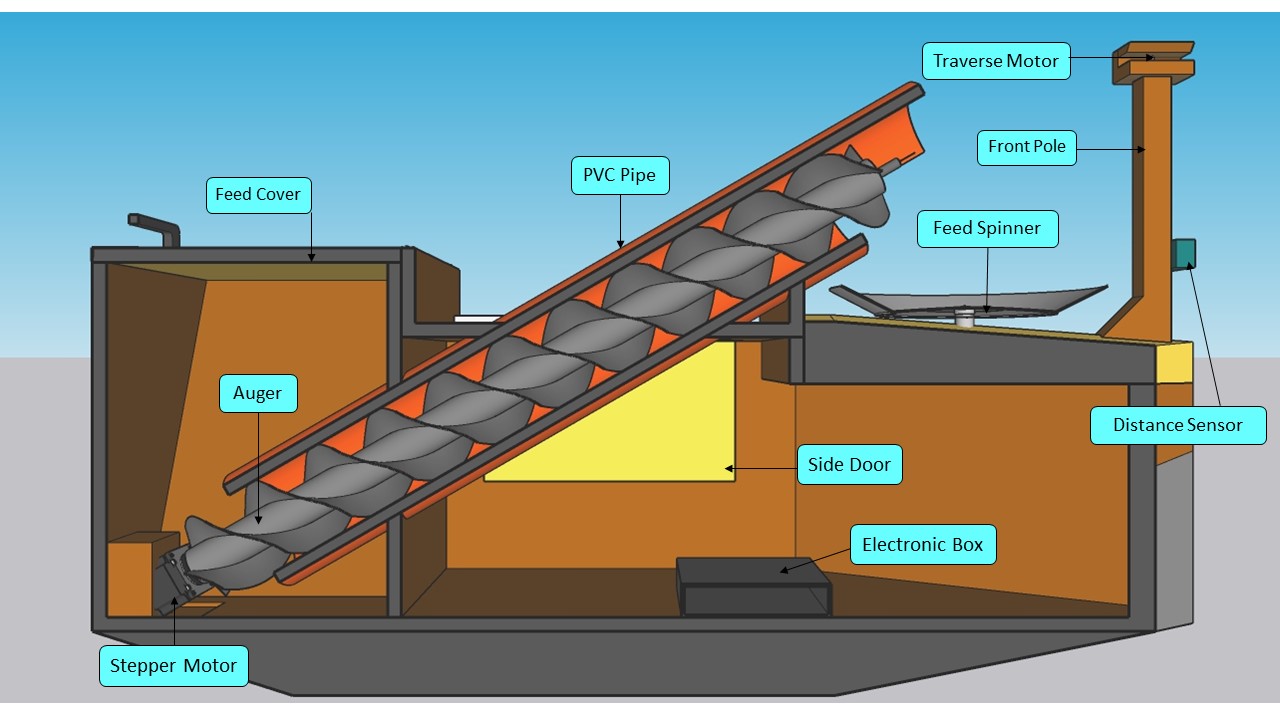 Traverse Motor
Front Pole
PVC Pipe
Feed Cover
Feed Spinner
Auger
Distance Sensor
Side Door
Electronic Box
Stepper Motor